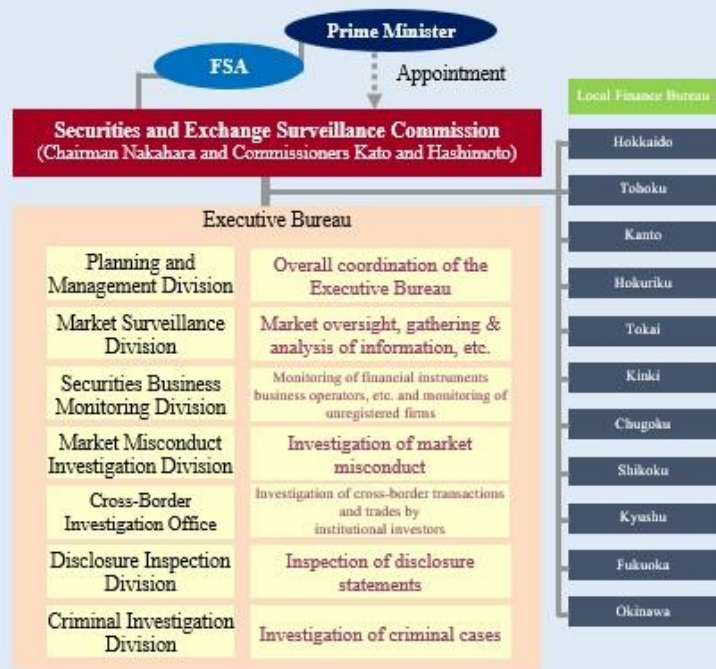 Prime Minister
FSA
Appointment
Securities and Exchange Surveillance Commission
(Chairman Nakahara and Commissioners Kato and Hashimoto)
Executive Bureau
Planning and
Management Division
Overall coordination of the
Executive Bureau
Market Surveillance
Division
Market oversight, gathering &
analysis of information, etc.
Securities Business
Monitoring Division
Monitoring of financial instruments
business operators, etc. and monitoring of
unregistered firms
Market Misconduct
Investigation Division
Investigation of market
misconduct
Cross-Border
Investigation Office
Investigation of cross-border transactions
and trades by
institutional investors
Disclosure Inspection
Division
Inspection of disclosure
statements
Criminal Investigation
Division
Investigation of criminal cases
Local Finance Bureau
Hokkaido
Tohoku
Kanto
Hokuriku
Tokai
Kinki
Chugoku
Shikoku
Kyushu
Fukuoka
Okinawa